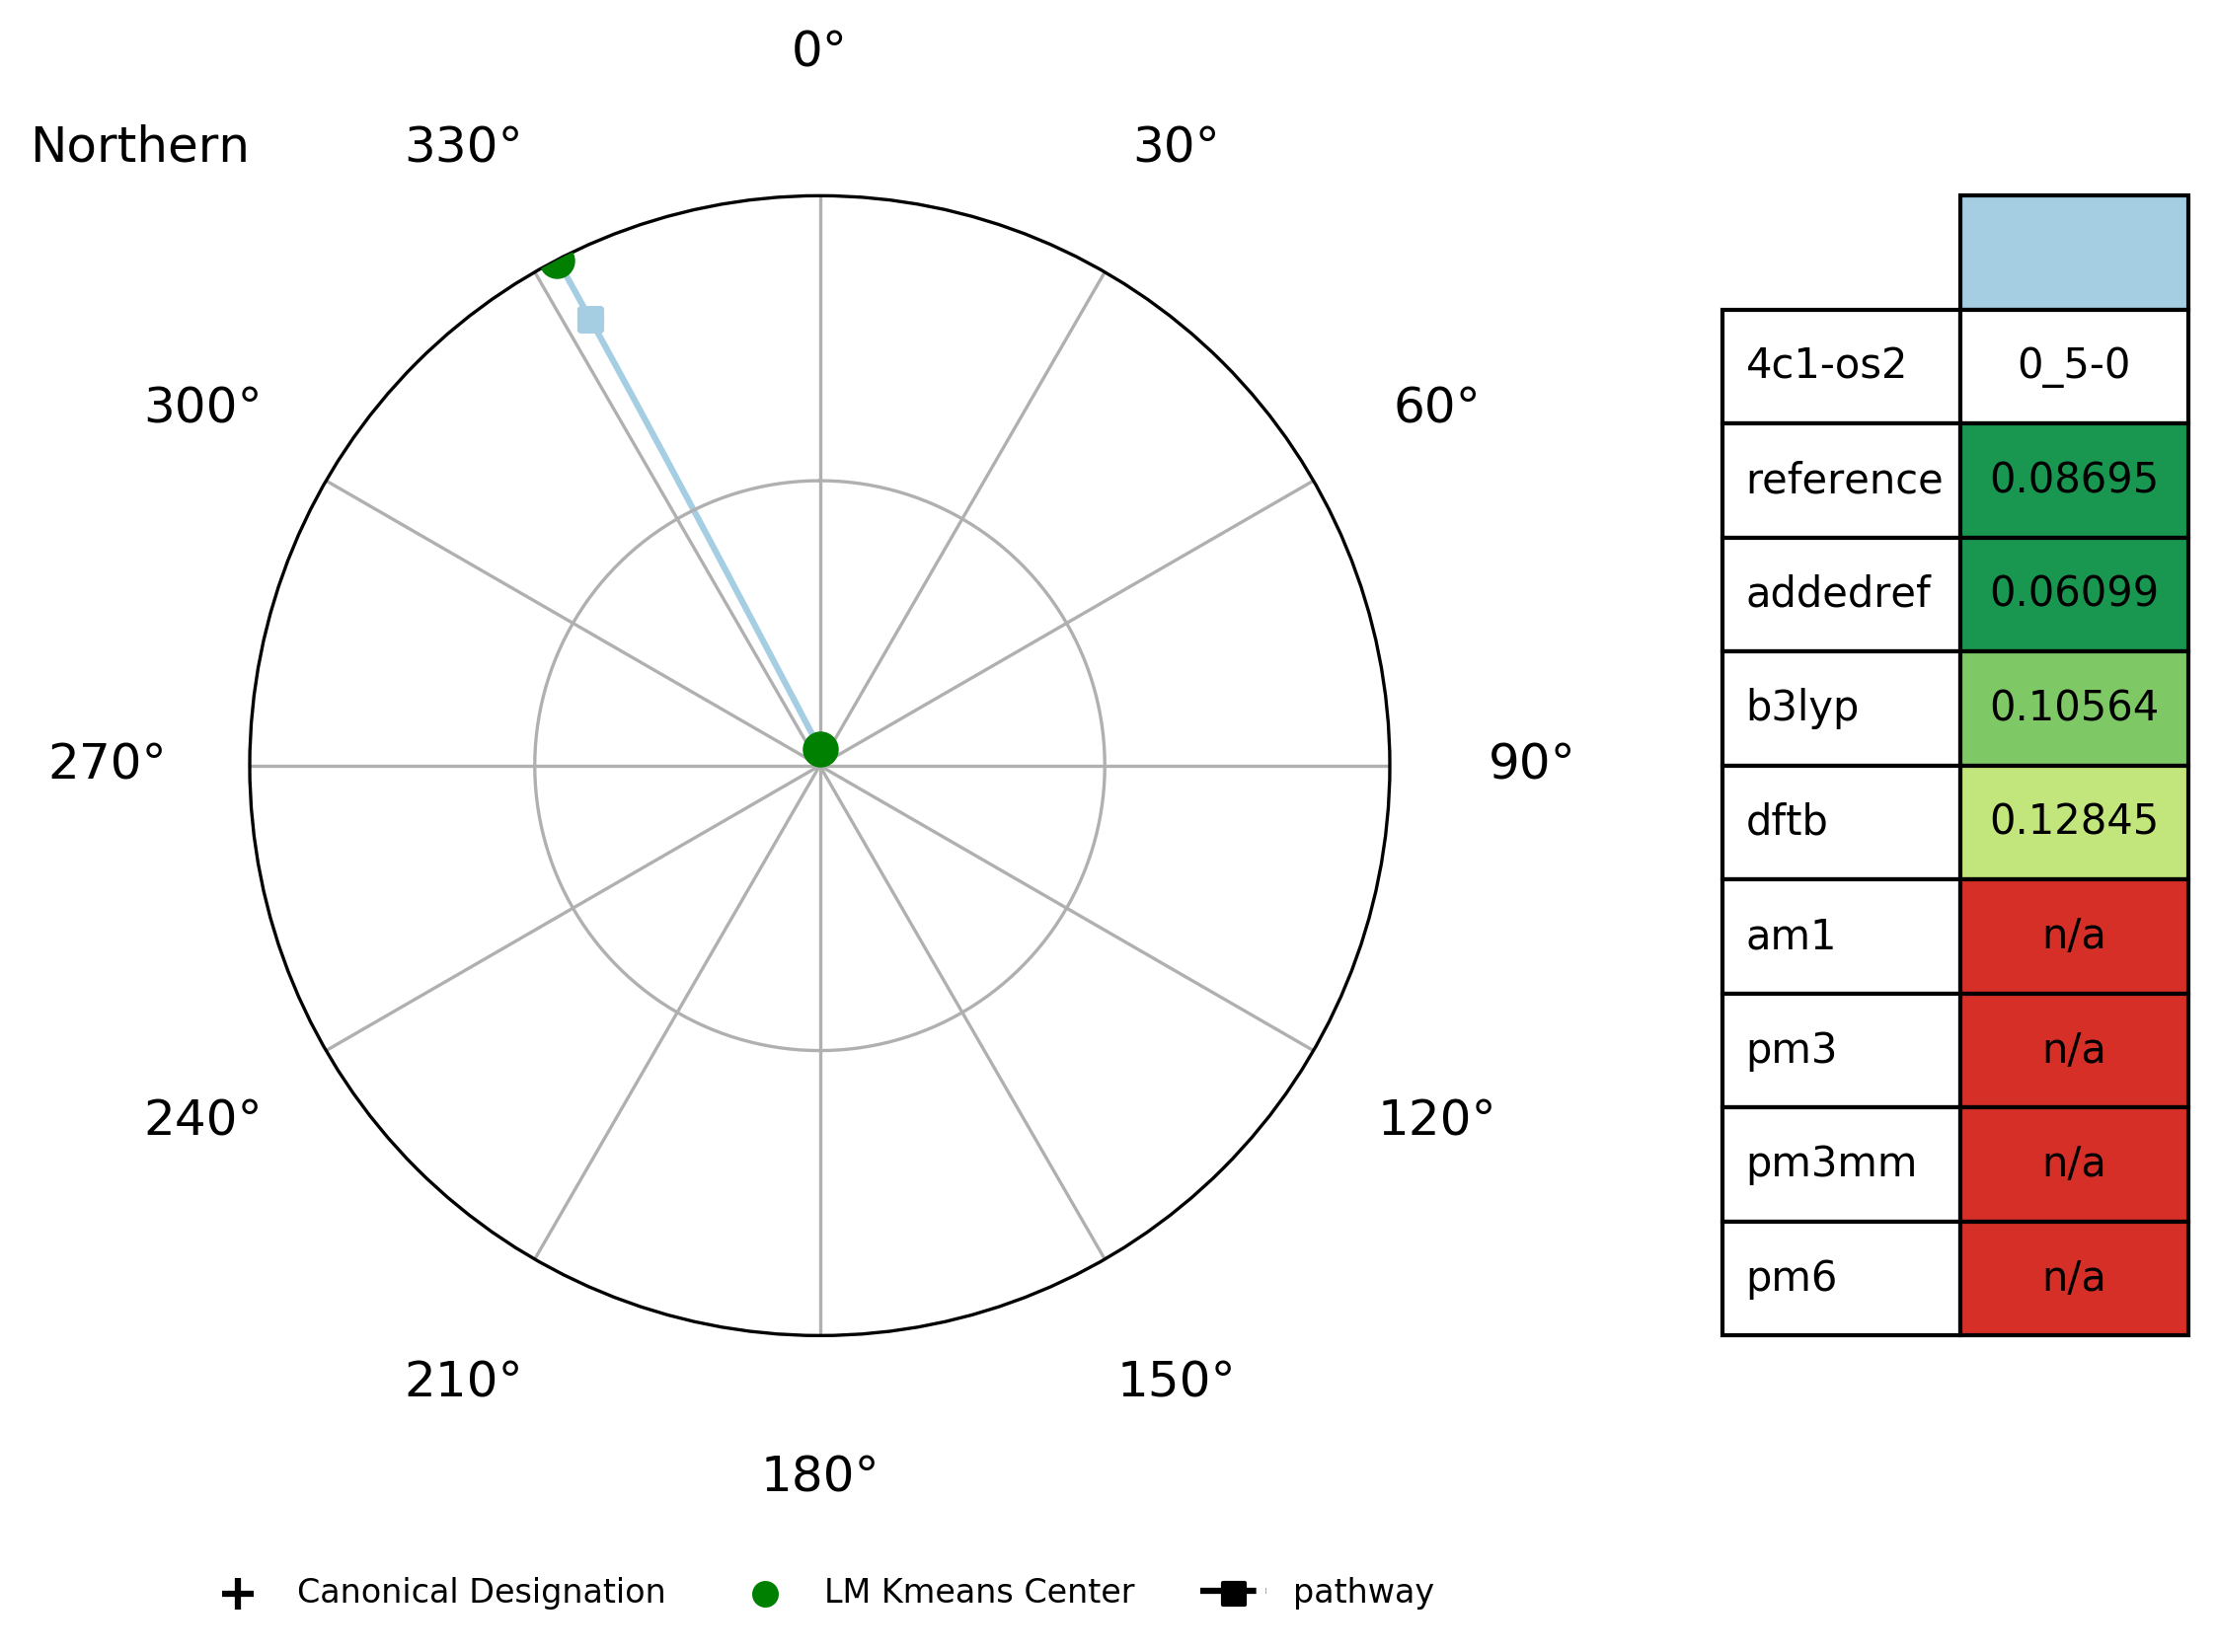 0°
Northern
330°
30°
300°
60°
270°
90°
240°
120°
210°
150°
180°
4c1-os2 0_5-0
reference 0.08695
addedref 0.06099
b3lyp 0.10564
dftb 0.12845
am1 n/a
pm3 n/a
pm3mm n/a
pm6 n/a
Canonical Designation LM Kmeans Center pathway